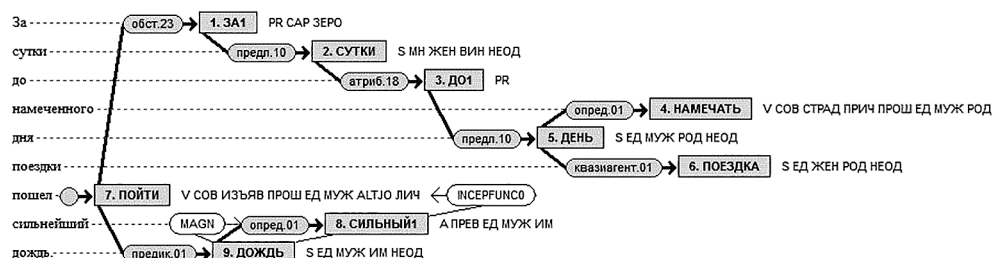 За обст.23 1. ЗА1 PR CAP ЗЕРО
сутки предл.10 2. СУТКИ S МН ЖЕН ВИН НЕОД
до атриб.18 3. ДО1 PR
намеченного опред.01 4. НАМЕЧАТЬ V СОВ СТРАД ПРИЧ ПРОШ ЕД МУЖ РОД
дня предл.10 5. ДЕНЬ S ЕД МУЖ РОД НЕОД
поездки квазиагент.01 6. ПОЕЗДКА S ЕД ЖЕН РОД НЕОД
пошел 7. ПОЙТИ V СОВ ИЗЪЯВ ПРОШ ЕД МУЖ ALTJO ЛИЧ INCEPFUNC0
сильнейший MAGN опред.01 8. СИЛЬНЫЙ1 A ПРЕВ ЕД МУЖ ИМ
дождь. предик.01 9. ДОЖДЬ S ЕД МУЖ ИМ НЕОД